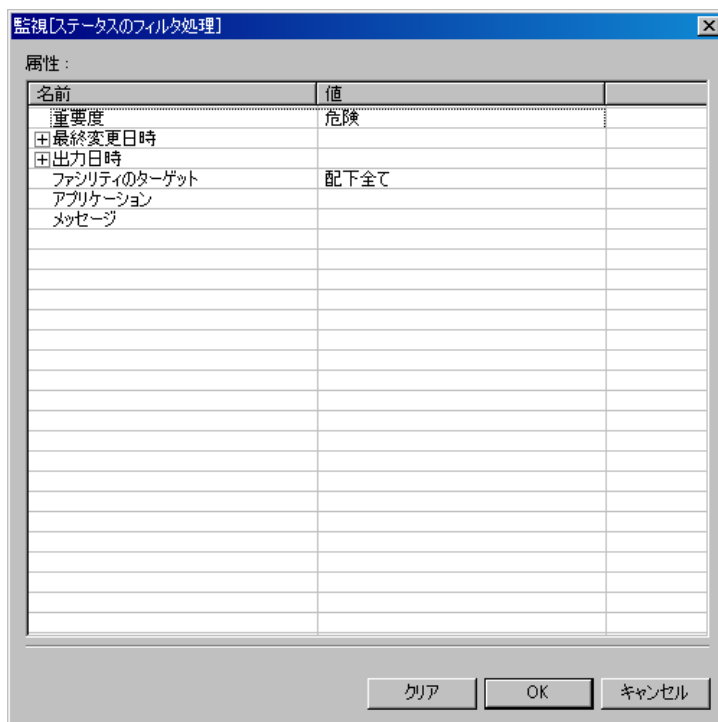 監視[ステータスのフィルタ処理]
属性：
名前 値
重要度 危険
最終変更日時
出力日時
ファシリティのターゲット 配下全て
アプリケーション
メッセージ
クリア OK キャンセル